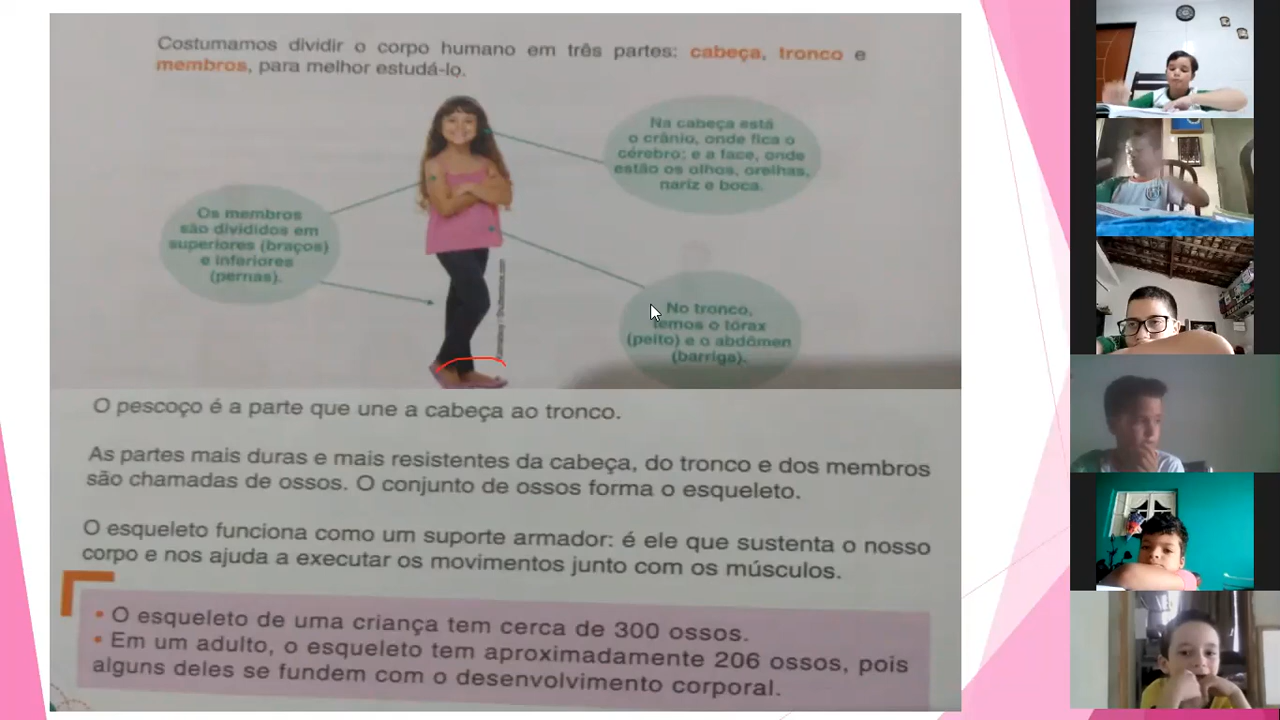 Costumamos dividir o corpo humano em três partes: cabeça, tronco e
membros, para melhor estudá-lo.
Na cabeça está
o crânio, onde fica o
cérebro; e a face, onde
estão os olhos, orelhas,
nariz e boca.
Os membros
são divididos em
superiores (braços)
e inferiores
(pernas).
No tronco,
temos o tórax
(peito) e o abdômen
(barriga).
O pescoço é a parte que une a cabeça ao tronco.
As partes mais duras e mais resistentes da cabeça, do tronco e dos membros
são chamadas de ossos. O conjunto de ossos forma o esqueleto.
O esqueleto funciona como um suporte armador: é ele que sustenta o nosso
corpo e nos ajuda a executar os movimentos junto com os músculos.
• O esqueleto de uma criança tem cerca de 300 ossos.
• Em um adulto, o esqueleto tem aproximadamente 206 ossos, pois
alguns deles se fundem com o desenvolvimento corporal.